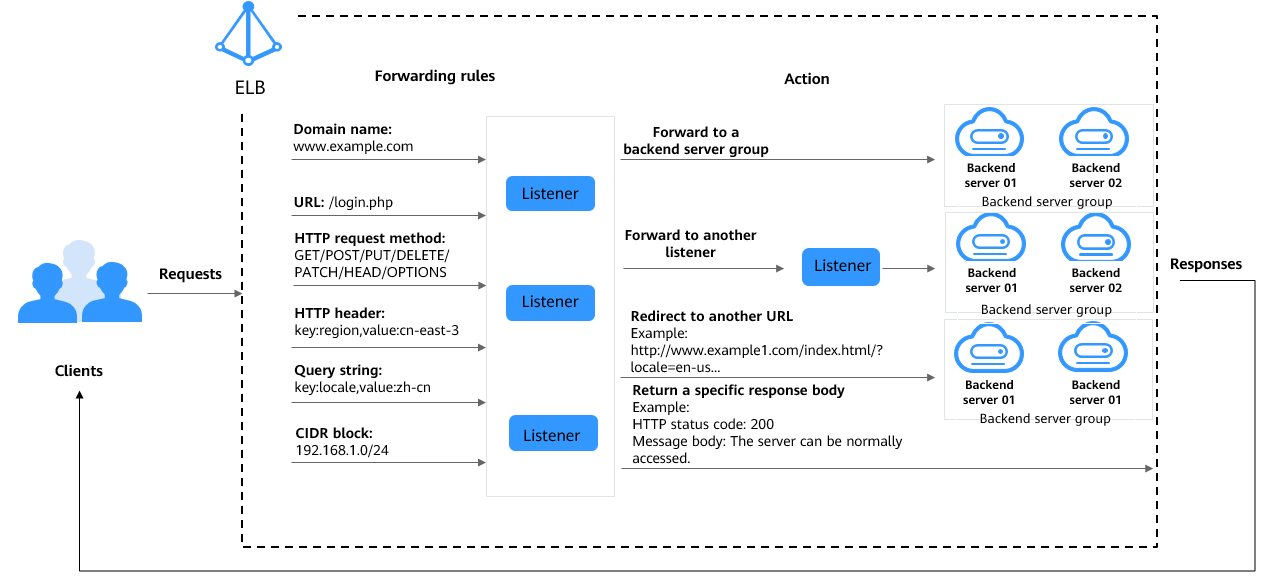 ELB
Forwarding rules
Action
Domain name:
www.example.com
URL: /login.php
HTTP request method:
GET/POST/PUT/DELETE/
PATCH/HEAD/OPTIONS
HTTP header:
key:region,value:cn-east-3
Query string:
key:locale,value:zh-cn
CIDR block:
192.168.1.0/24
Requests
Clients
Listener
Listener
Listener
Forward to a
backend server group
Forward to another
listener
Listener
Redirect to another URL
Example:
http://www.example1.com/index.html/?
locale=en-us...
Return a specific response body
Example:
HTTP status code: 200
Message body: The server can be normally
accessed.
Backend
server 01
Backend
server 02
Backend server group
Backend
server 01
Backend
server 02
Backend server group
Backend
server 01
Backend
server 01
Backend server group
Responses